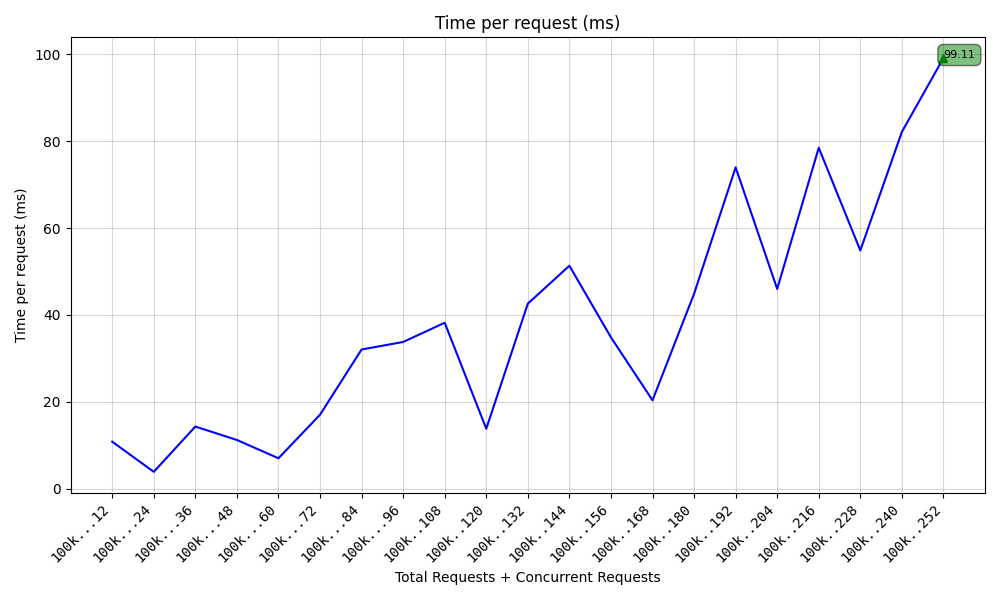 Time per request (ms)
99.11
100
80
60
40
20
0
Time per request (ms)
100k...12
100k...24
100k...36
100k...48
100k...60
100k...72
100k...84
100k...96
100k..108
100k..120
100k..132
100k..144
100k..156
100k..168
100k..180
100k..192
100k..204
100k..216
100k..228
100k..240
100k..252
Total Requests + Concurrent Requests